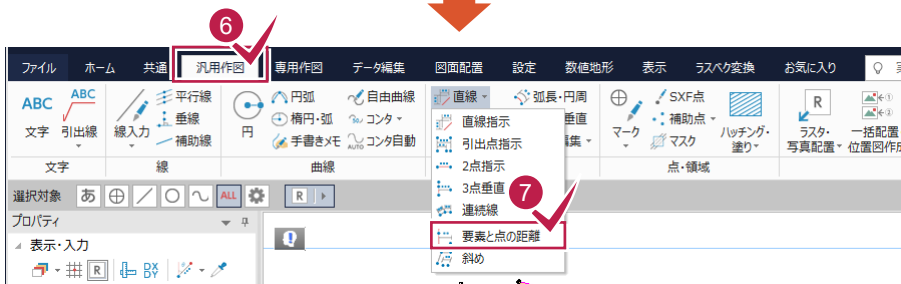 6
ファイル ホーム 共通 汎用作図 専用作図 データ編集 図面配置 設定 数値地形 表示 ラスベク変換 お気に入り
ABC ABC 平行線 円弧 自由曲線 直線 弧長・円周 SXF点 R
垂線 楕円・弧 コンタ 垂直 補助点
文字 引出線 線入力 補助線 円 手書きメモ コンタ自動 マーク マスク ハッチング・塗り ラスタ・写真配置 一括配置
文字 線 曲線 点・領域
直線指示
引出点指示
2点指示
3点垂直
連続線
7
要素と点の距離
斜め
選択対象 あ ALL R
プロパティ
表示・入力
R DX DY